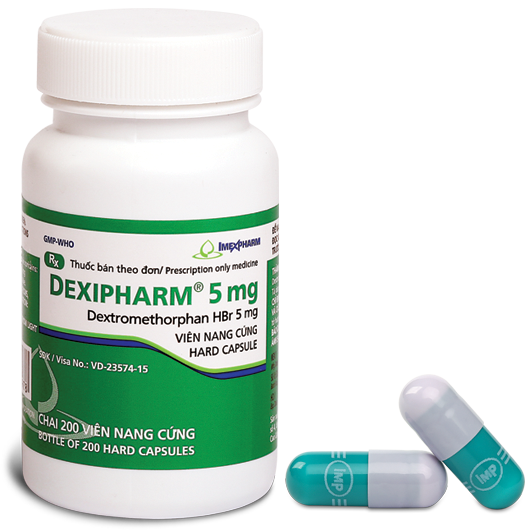 GMP-WHO
IMEXPHARM
Rx Thuốc bán theo đơn/ Prescription only medicine
DEXIPHARM® 5 mg
Dextromethorphan HBr 5 mg
VIÊN NANG CỨNG
HARD CAPSULE
SĐK / Visa No.: VD-23574-15
CHAI 200 VIÊN NANG CỨNG
BOTTLE OF 200 HARD CAPSULES
IMP
IMP